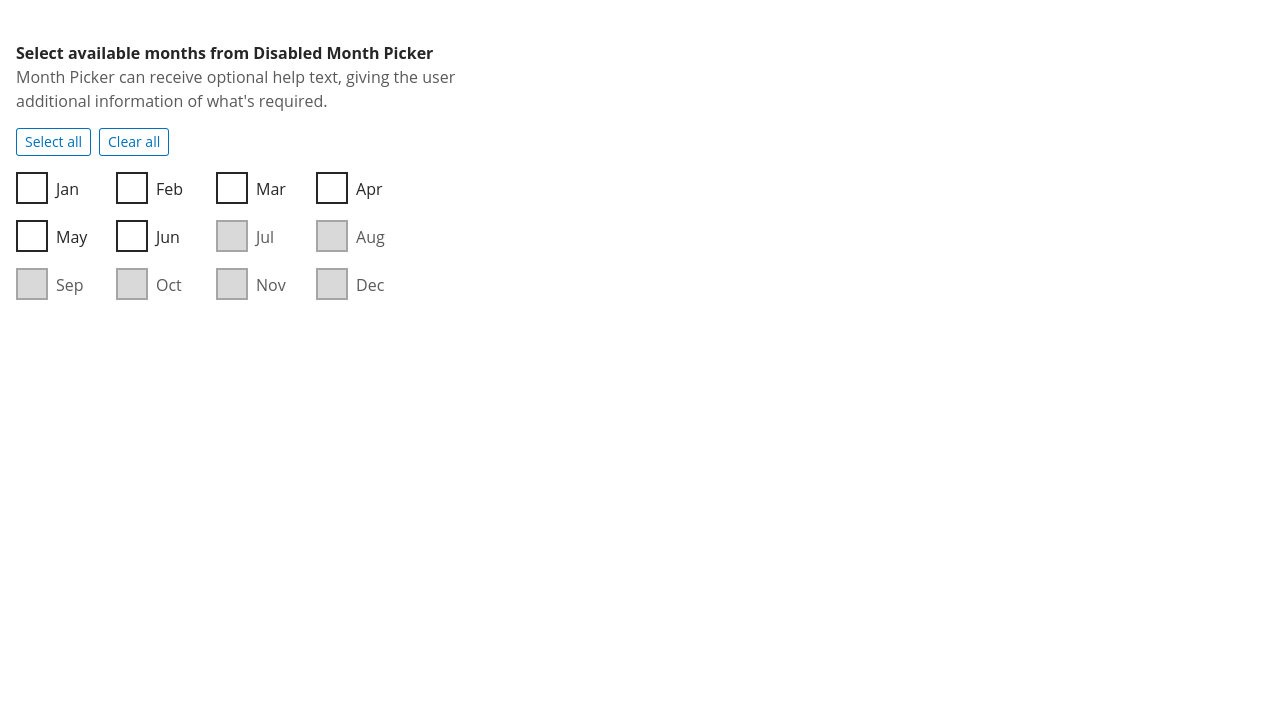 Select available months from Disabled Month Picker
Month Picker can receive optional help text, giving the user
additional information of what's required.
Select all Clear all
Jan Feb Mar Apr
May Jun Jul Aug
Sep Oct Nov Dec